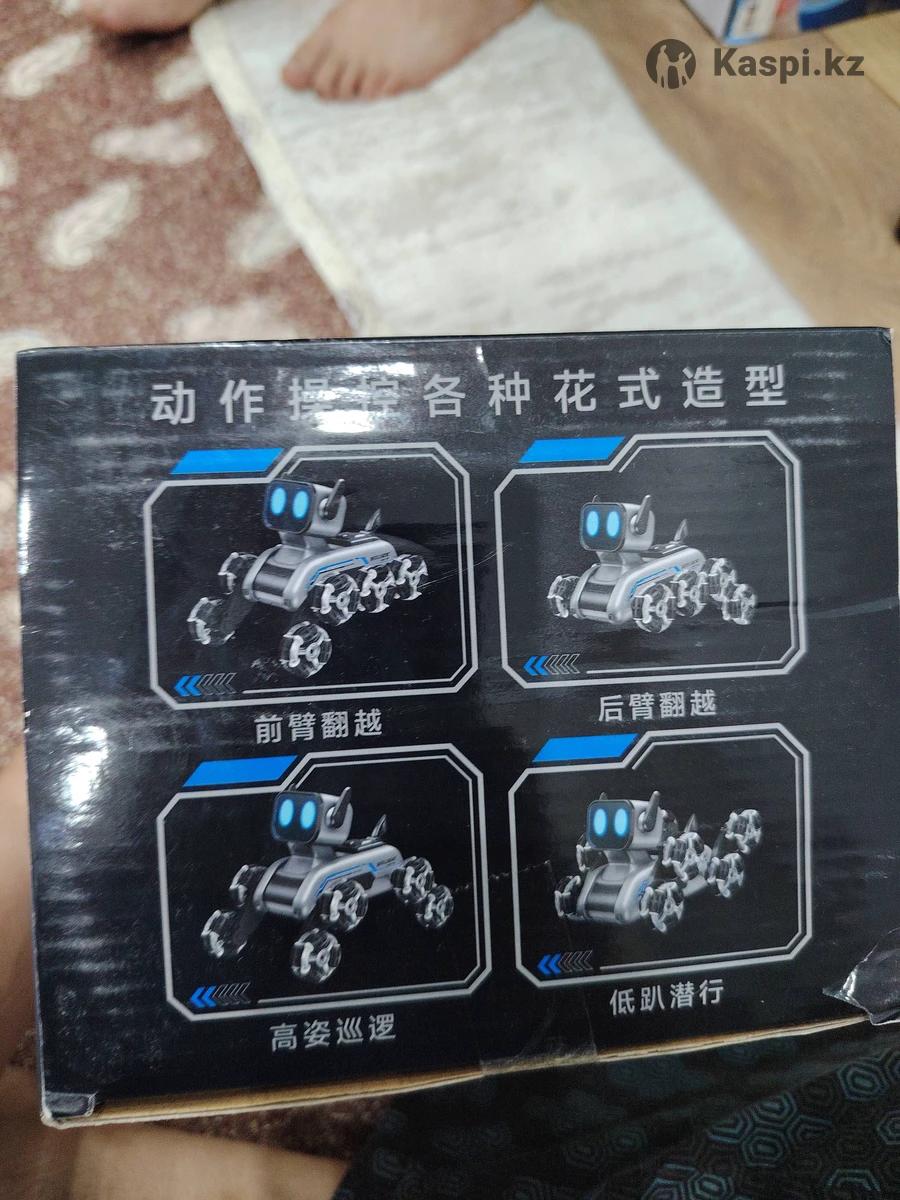 Kaspi.kz
动作操控各种花式造型
前臂翻越
后臂翻越
高姿巡逻
低趴潜行